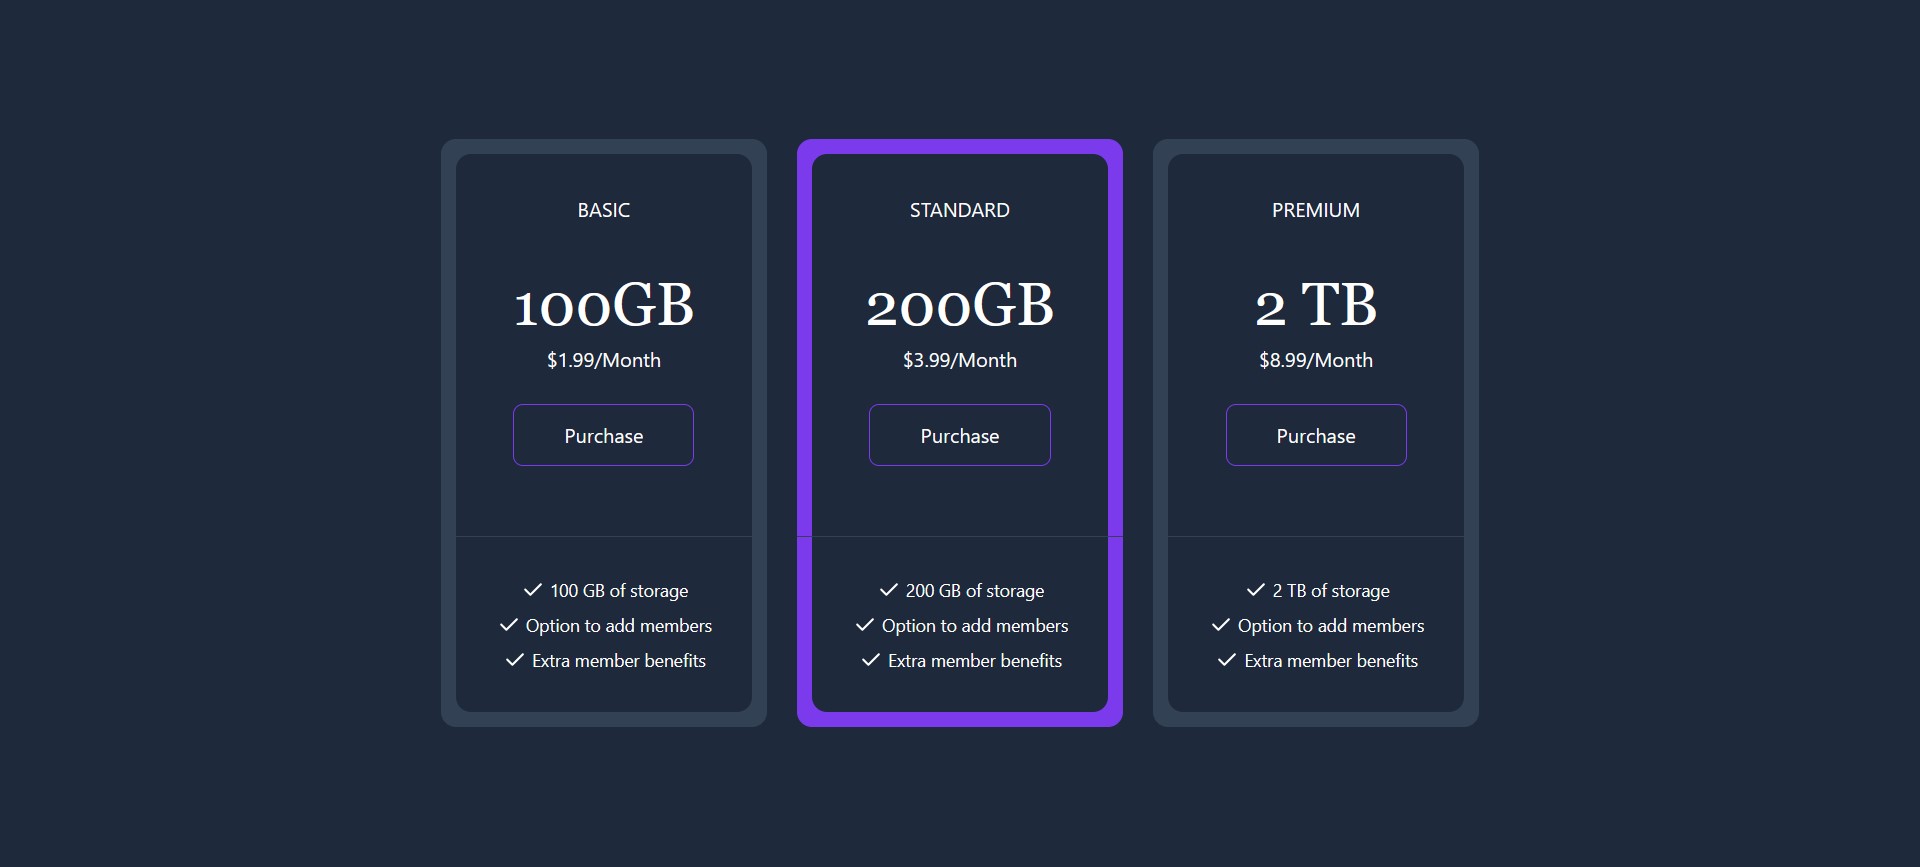 BASIC
100GB
$1.99/Month
Purchase
100 GB of storage
Option to add members
Extra member benefits
STANDARD
200GB
$3.99/Month
Purchase
200 GB of storage
Option to add members
Extra member benefits
PREMIUM
2 TB
$8.99/Month
Purchase
2 TB of storage
Option to add members
Extra member benefits